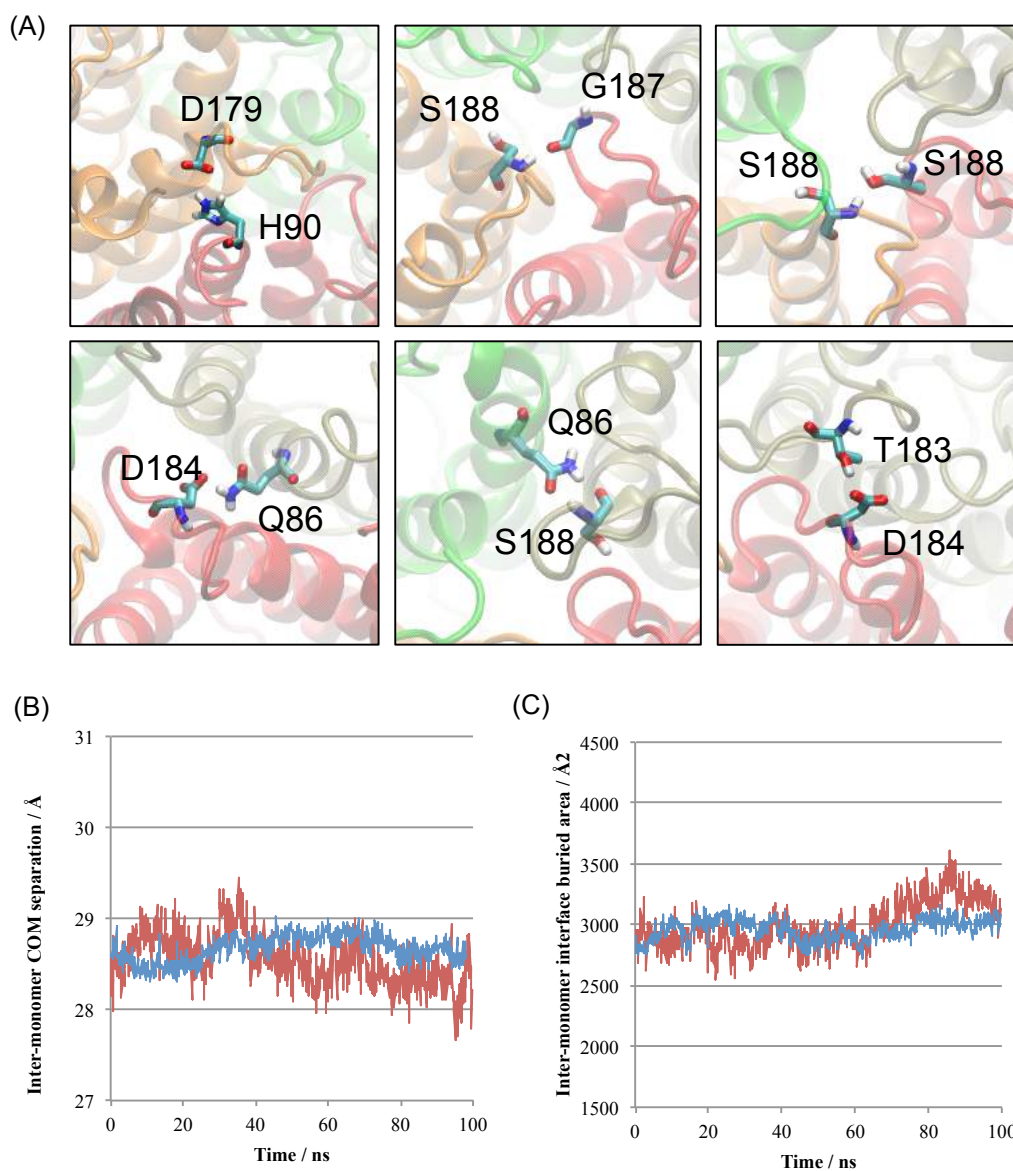 (A)
D179
H90
S188
G187
S188
S188
D184
Q86
Q86
S188
T183
D184
(B)
Inter-monomer COM separation / Å
31
30
29
28
27
0
20
40
60
80
100
Time / ns
(C)
Inter-monomer interface buried area / Å2
4500
4000
3500
3000
2500
2000
1500
0
20
40
60
80
100
Time / ns